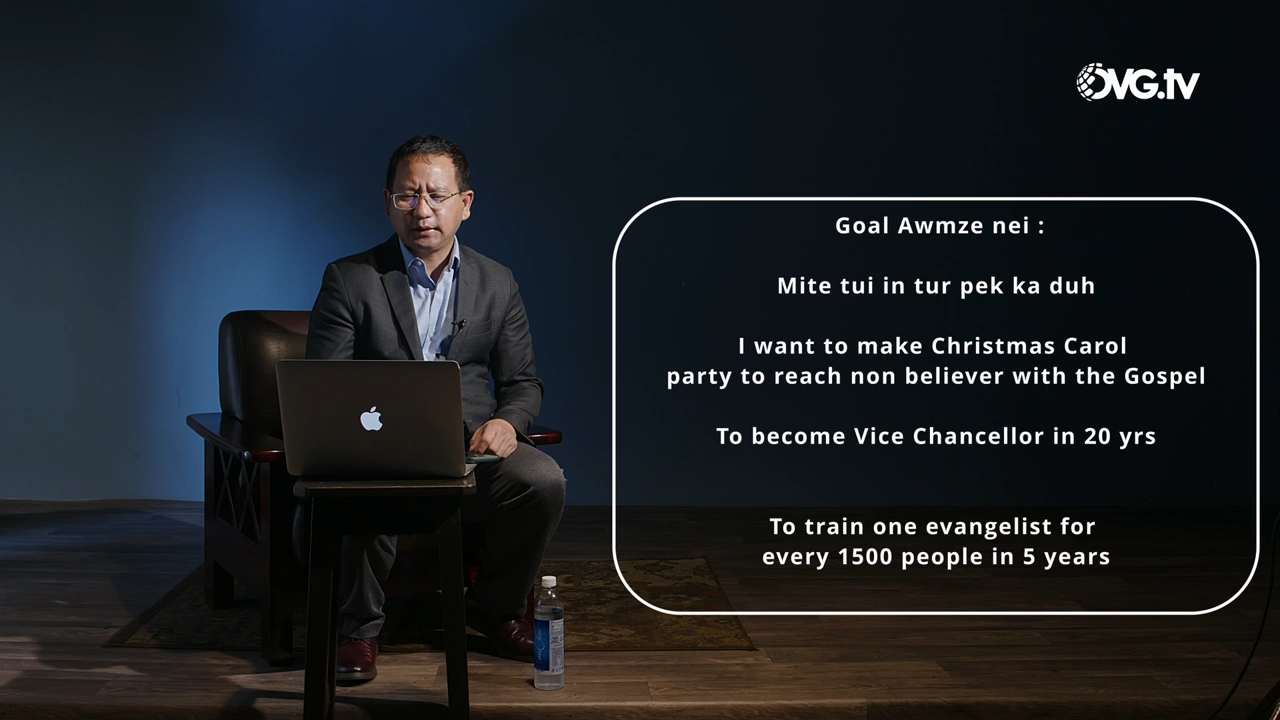 OVG.tv
Goal Awmze nei :
Mite tui in tur pek ka duh
I want to make Christmas Carol
party to reach non believer with the Gospel
To become Vice Chancellor in 20 yrs
To train one evangelist for
every 1500 people in 5 years